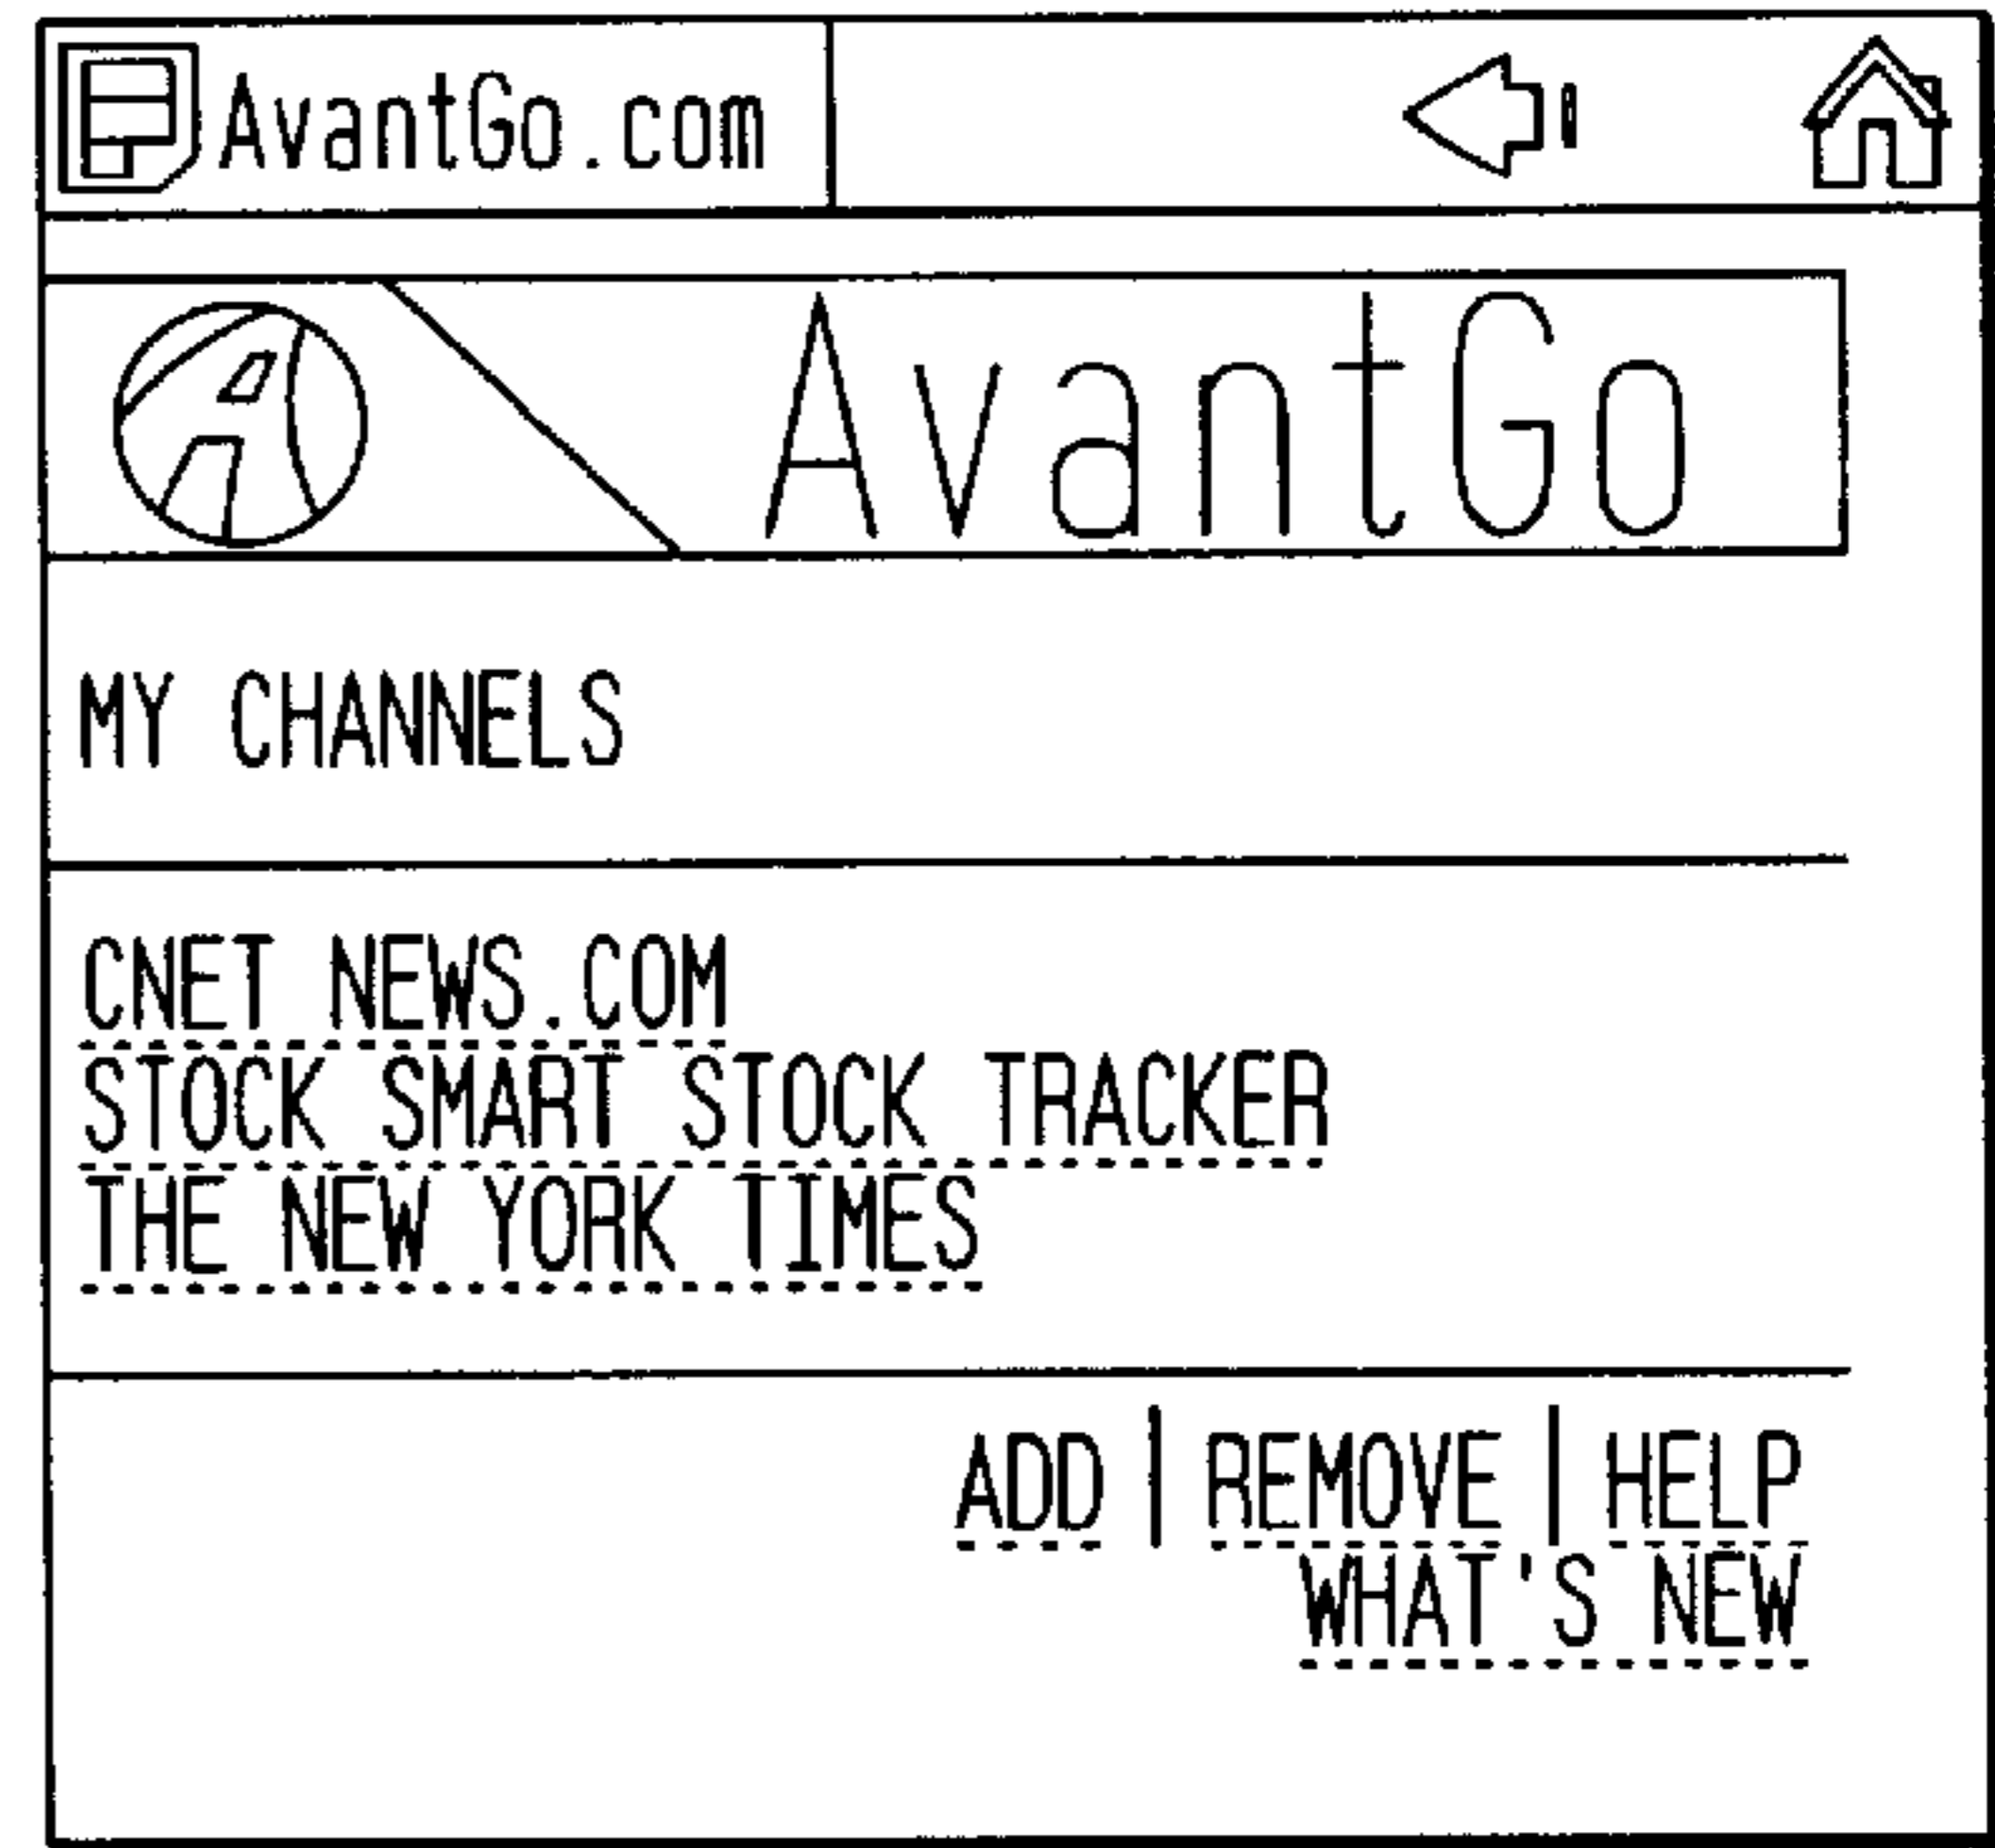 AvantGo.com
AvantGo
MY CHANNELS
CNET NEWS.COM
STOCK SMART STOCK TRACKER
THE NEW YORK TIMES
ADD | REMOVE | HELP
WHAT'S NEW